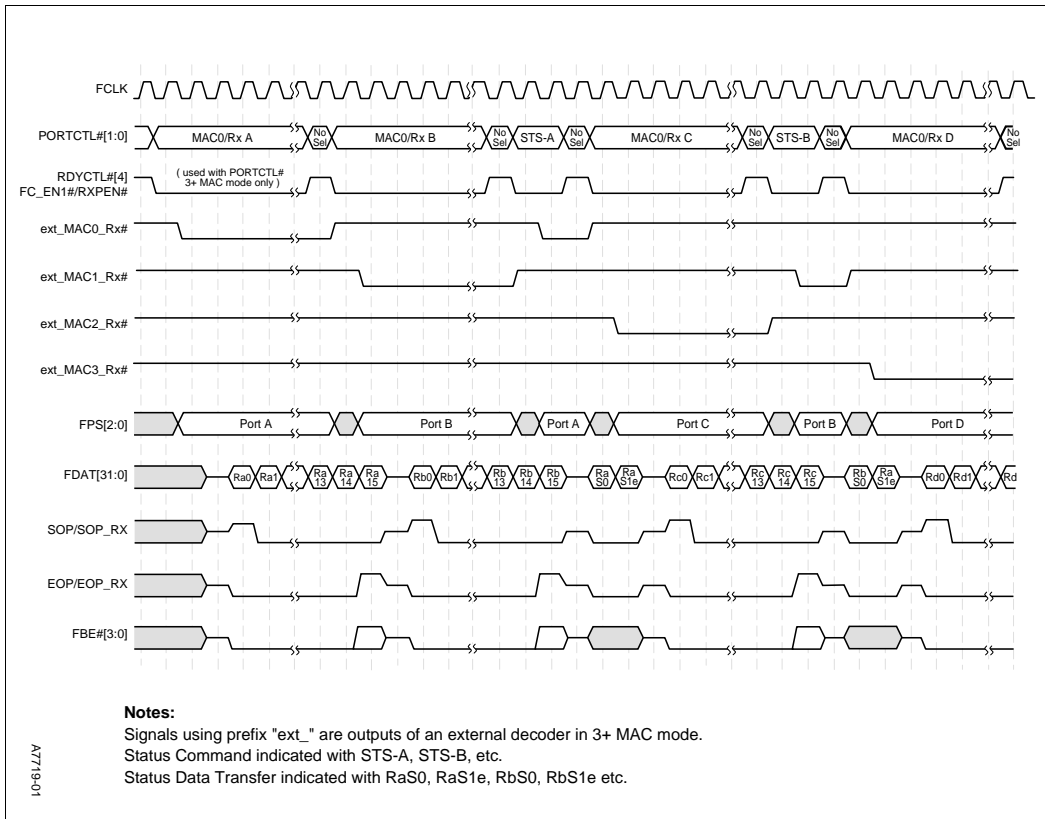 FCLK
PORTCTL#[1:0] MAC0/Rx A No Sel MAC0/Rx B No Sel STS-A No Sel MAC0/Rx C No Sel STS-B No Sel MAC0/Rx D No Sel
RDYCTL#[4] ( used with PORTCTL#
FC_EN1#/RXPEN# 3+ MAC mode only )
ext_MAC0_Rx#
ext_MAC1_Rx#
ext_MAC2_Rx#
ext_MAC3_Rx#
FPS[2:0] Port A Port B Port A Port C Port B Port D
FDAT[31:0] Ra0 Ra1 Ra 13 Ra 14 Ra 15 Rb0 Rb1 Rb 13 Rb 14 Rb 15 Ra S0 Ra S1e Rc0 Rc1 Rc 13 Rc 14 Rc 15 Rb S0 Ra S1e Rd0 Rd1 Rd
SOP/SOP_RX
EOP/EOP_RX
FBE#[3:0]
Notes:
Signals using prefix "ext_" are outputs of an external decoder in 3+ MAC mode.
Status Command indicated with STS-A, STS-B, etc.
Status Data Transfer indicated with RaS0, RaS1e, RbS0, RbS1e etc.
A7719-01